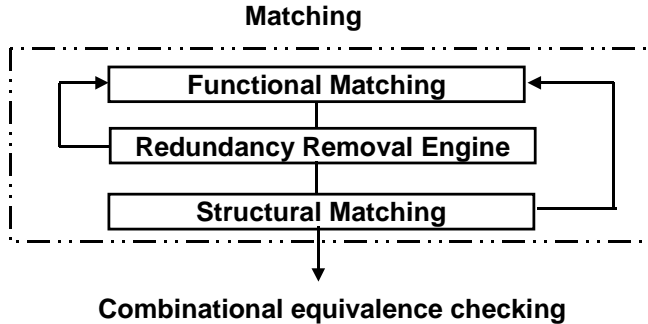 Matching
Functional Matching
Redundancy Removal Engine
Structural Matching
Combinational equivalence checking